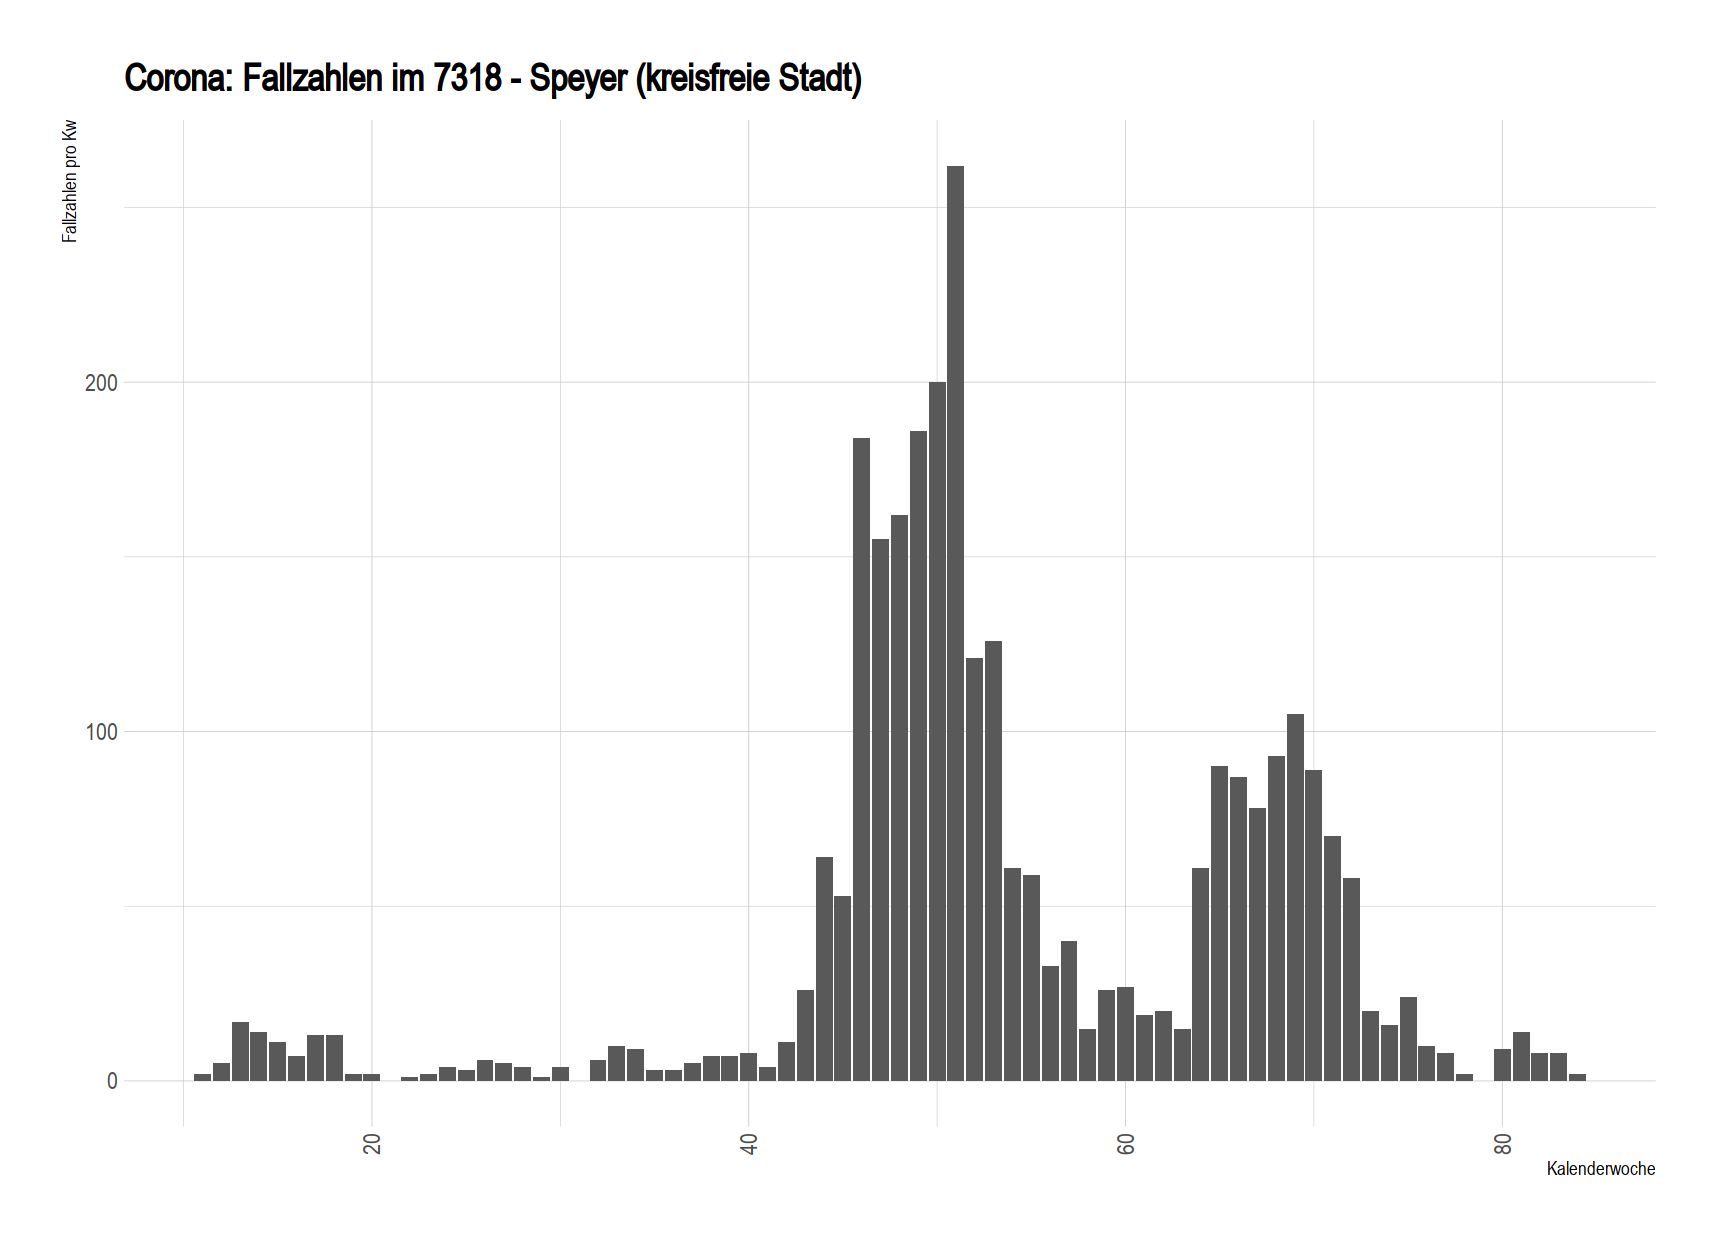 Corona: Fallzahlen im 7318 - Speyer (kreisfreie Stadt)
Fallzahlen pro Kw
200
100
0
20
40
60
80
Kalenderwoche